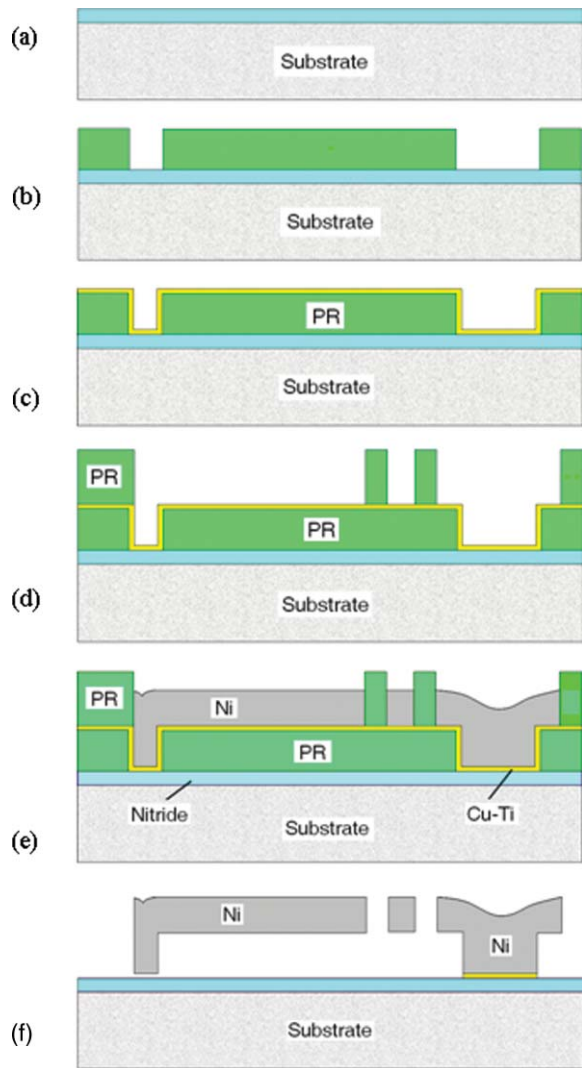 (a)
Substrate
(b)
Substrate
PR
(c)
Substrate
PR
PR
(d)
Substrate
PR
Ni
PR
Nitride
Cu-Ti
Substrate
(e)
Ni
Ni
(f)
Substrate